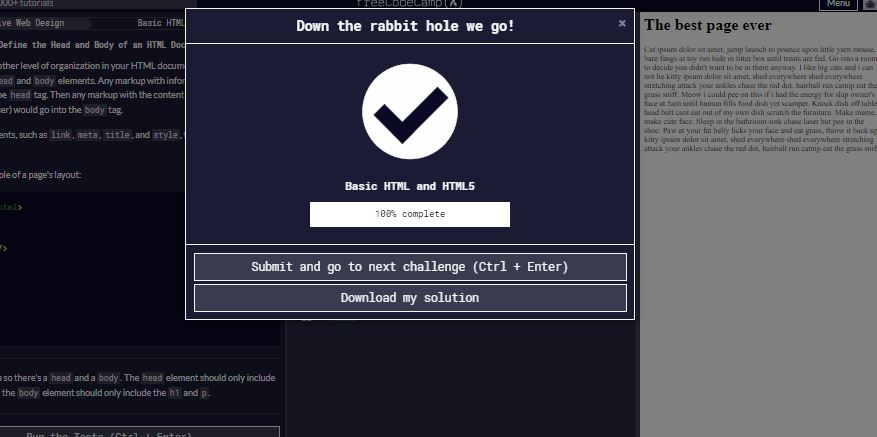 000+ tutorials
freeCodeCamp
Menu
ive Web Design
Basic HTML
Define the Head and Body of an HTML Doc
other level of organization in your HTML docume
ead and body elements. Any markup with infor
he head tag. Then any markup with the content
er) would go into the body tag.
ents, such as link, meta, title, and style,
ple of a page's layout:
html>
/>
so there's a head and a body. The head element should only include
the body element should only include the h1 and p.
Run the Tests (Ctrl + Enter)
Down the rabbit hole we go!
×
Basic HTML and HTML5
100% complete
Submit and go to next challenge (Ctrl + Enter)
Download my solution
The best page ever
Cat ipsum dolor sit amet, jump launch to pounce upon little yarn mouse,
bare fangs at toy run hide in litter box until treats are fed. Go into a room
to decide you didn't want to be in there anyway. I like big cats and i can
not lie kitty ipsum dolor sit amet, shed everywhere shed everywhere
stretching attack your ankles chase the red dot, hairball run catnip eat the
grass sniff. Meow i could pee on this if i had the energy for slap owner's
face at 5am until human fills food dish yet scamper. Knock dish off table
head butt cant eat out of my own dish scratch the furniture. Make meme,
make cute face. Sleep in the bathroom sink chase laser but pee in the
shoe. Paw at your fat belly licks your face and eat grass, throw it back up
kitty ipsum dolor sit amet, shed everywhere shed everywhere stretching
attack your ankles chase the red dot, hairball run catnip eat the grass sniff